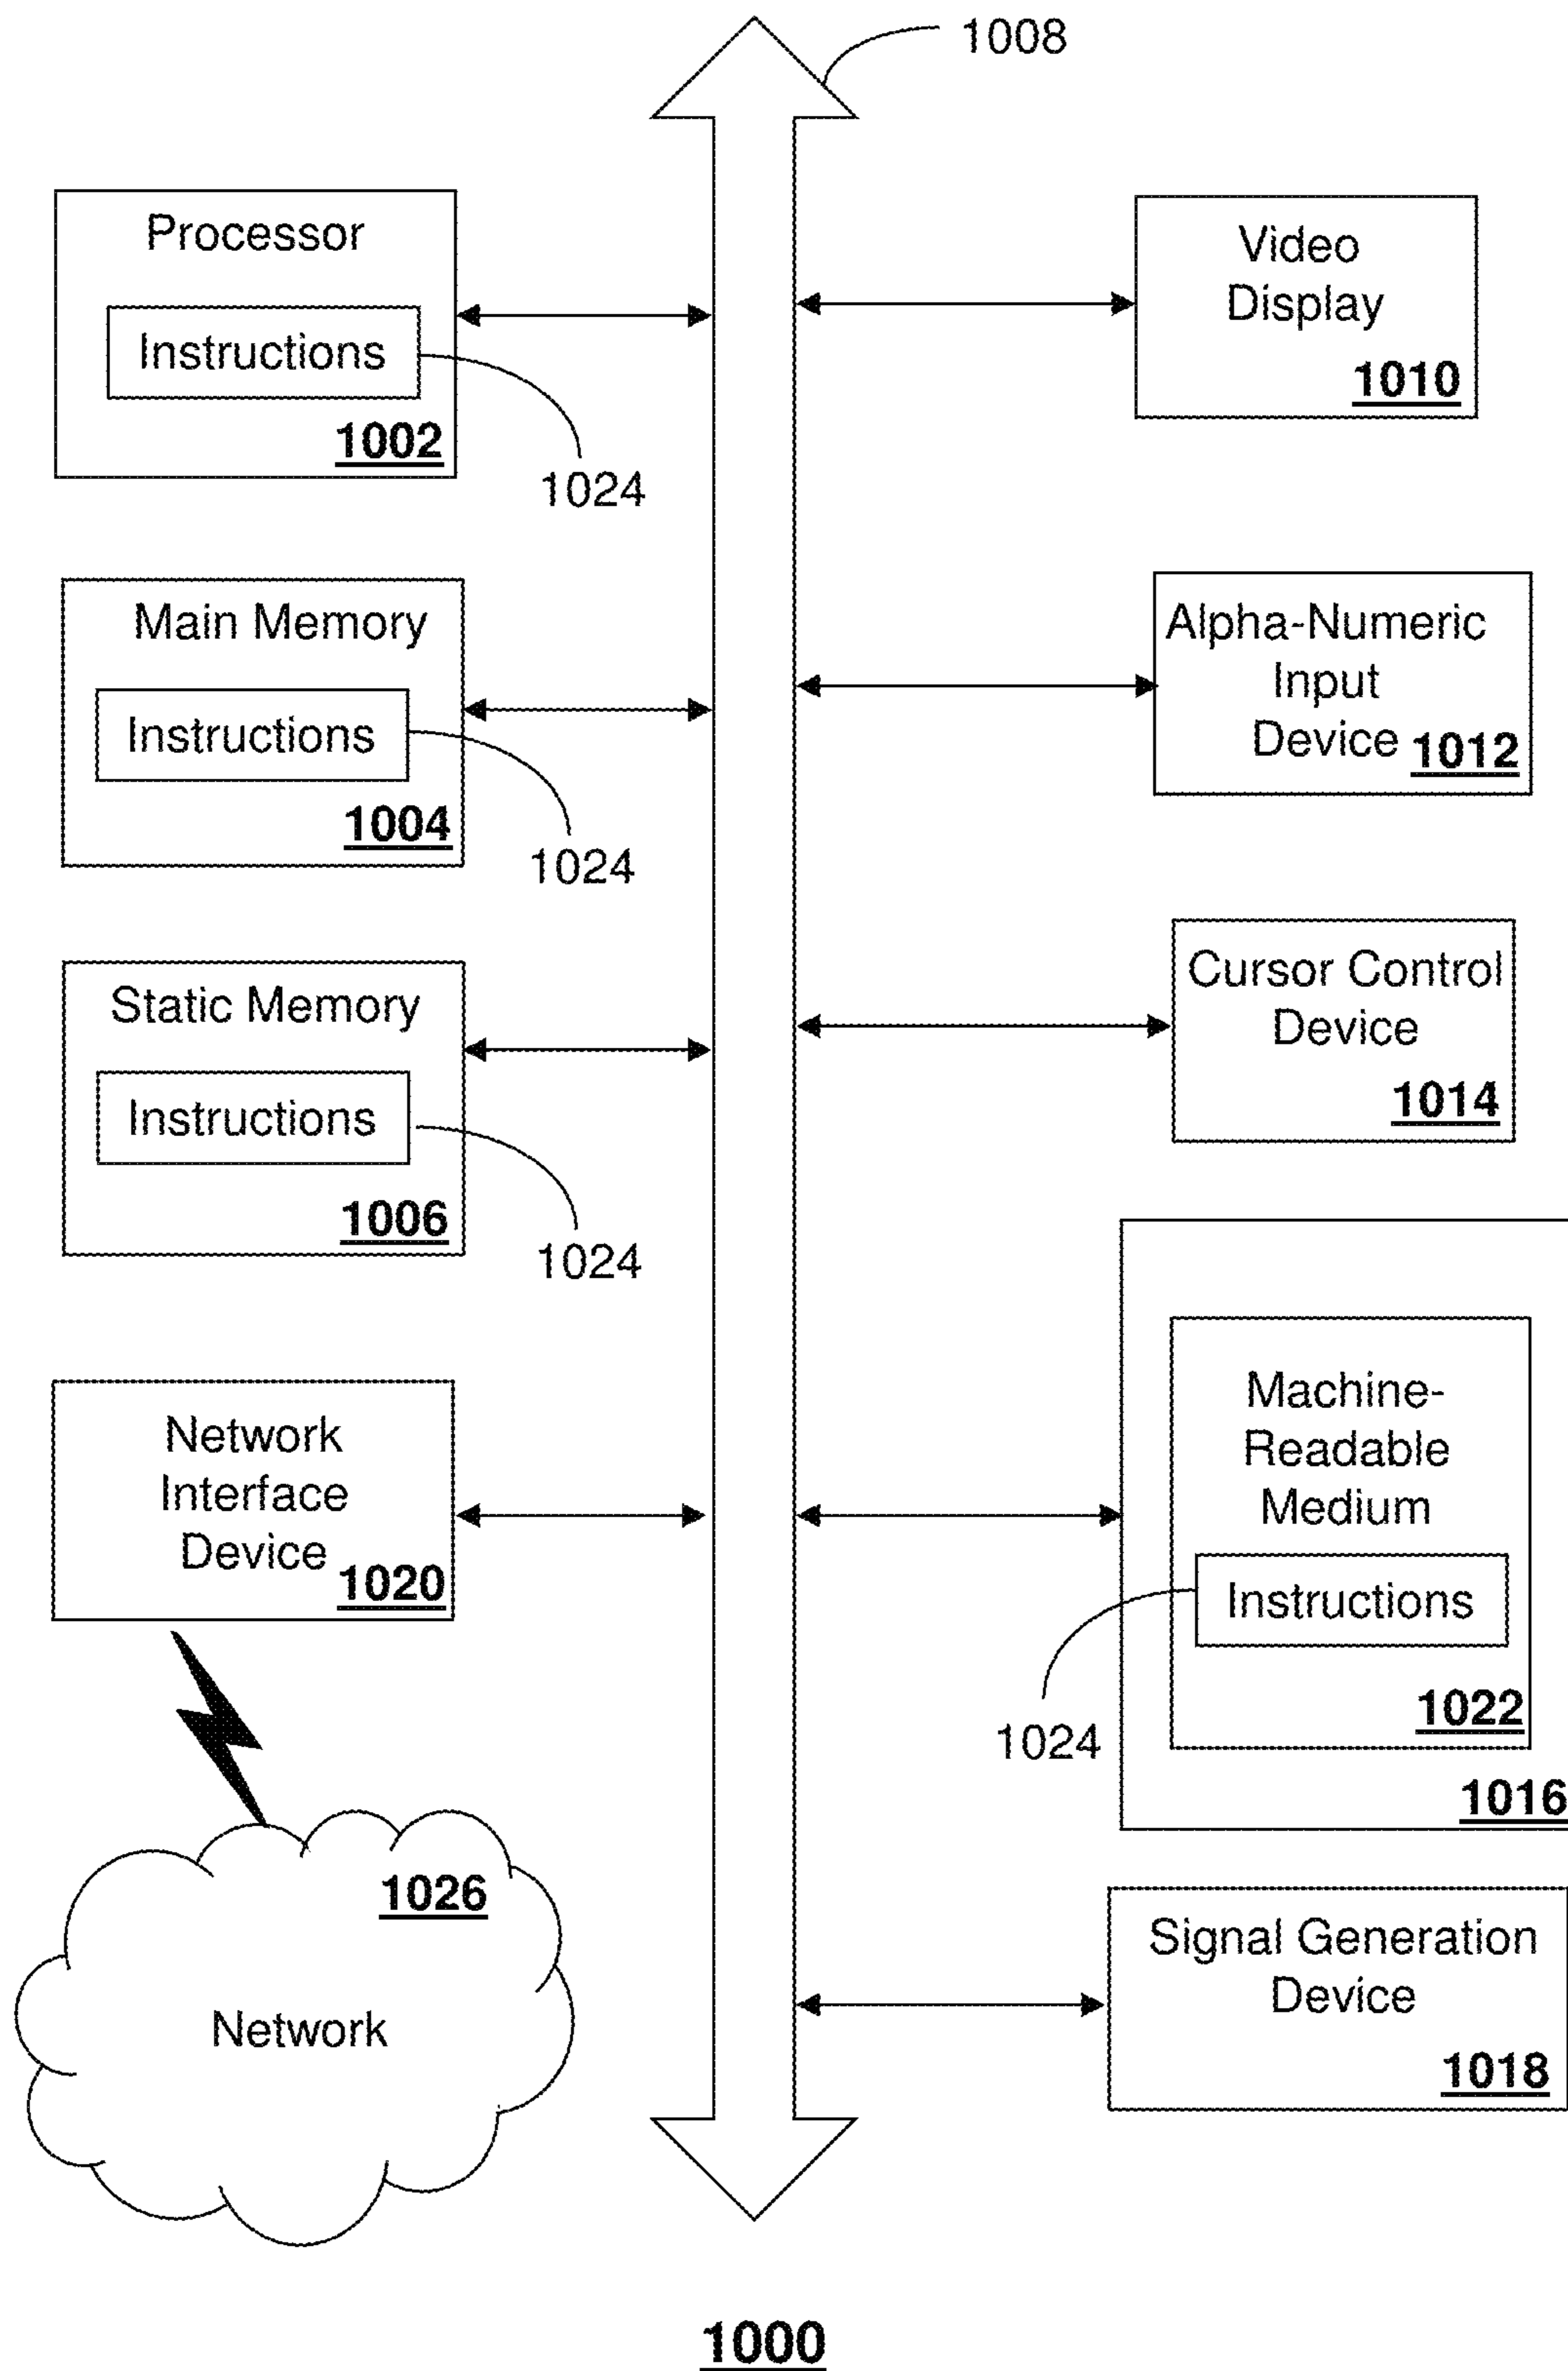 1008
Processor
Instructions
1002
1024
Main Memory
Instructions
1004
1024
Static Memory
Instructions
1006
1024
Network
Interface
Device
1020
1026
Network
Video
Display
1010
Alpha-Numeric
Input
Device 1012
Cursor Control
Device
1014
Machine-
Readable
Medium
Instructions
1022
1024
1016
Signal Generation
Device
1018
1000